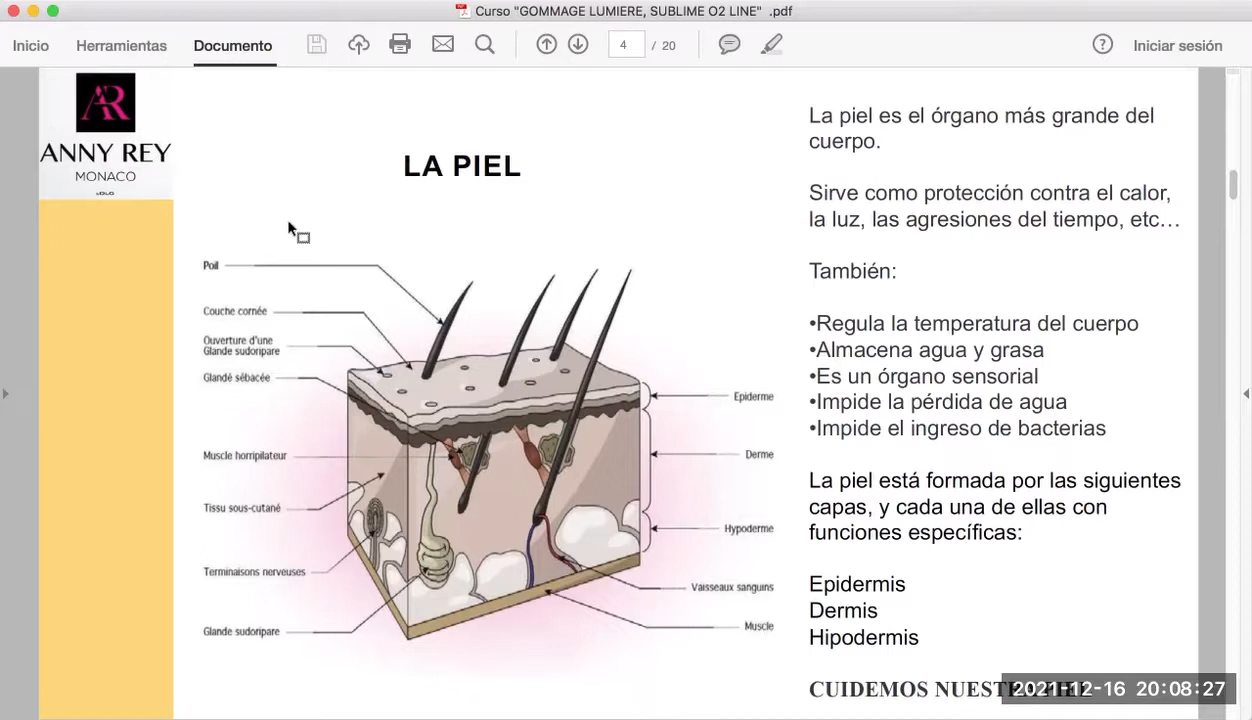 Curso "GOMMAGE LUMIERE, SUBLIME O2 LINE" .pdf
Inicio Herramientas Documento 4 / 20 Iniciar sesión
AR
ANNY REY
MONACO
LA PIEL
Poil
Couche cornée
Ouverture d'une
Glande sudoripare
Glandé sébacée
Muscle horripilateur
Tissu sous-cutané
Terminaisons nerveuses
Glande sudoripare
Epiderme
Derme
Hypoderme
Vaisseaux sanguins
Muscle
La piel es el órgano más grande del
cuerpo.
Sirve como protección contra el calor,
la luz, las agresiones del tiempo, etc…
También:
•Regula la temperatura del cuerpo
•Almacena agua y grasa
•Es un órgano sensorial
•Impide la pérdida de agua
•Impide el ingreso de bacterias
La piel está formada por las siguientes
capas, y cada una de ellas con
funciones específicas:
Epidermis
Dermis
Hipodermis
CUIDEMOS
2021-12-16 20:08:27